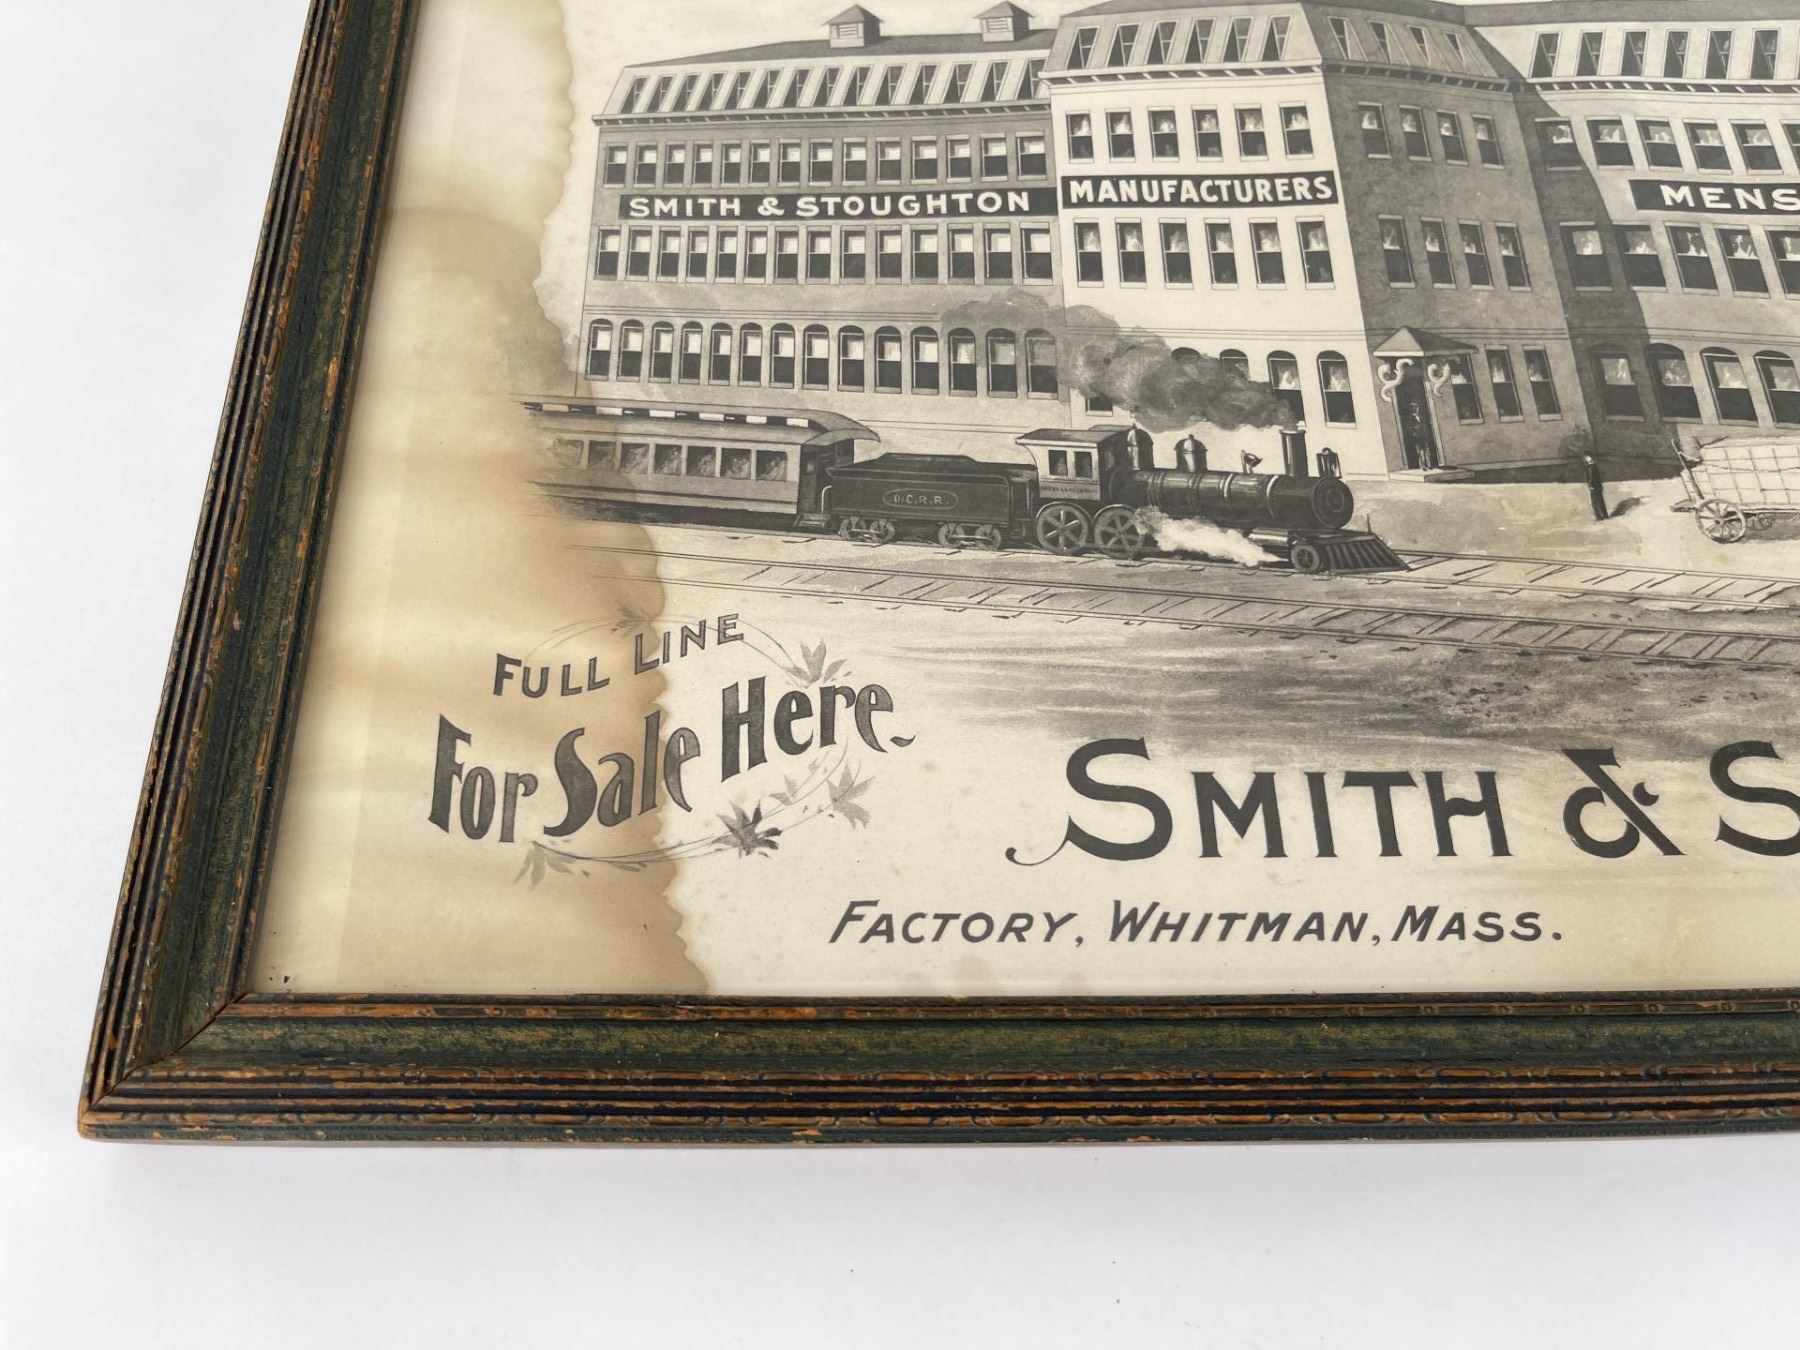 SMITH & STOUGHTON MANUFACTURERS MENS
D.C.R.R.
FULL LINE
For Sale Here
SMITH & S
FACTORY, WHITMAN, MASS.